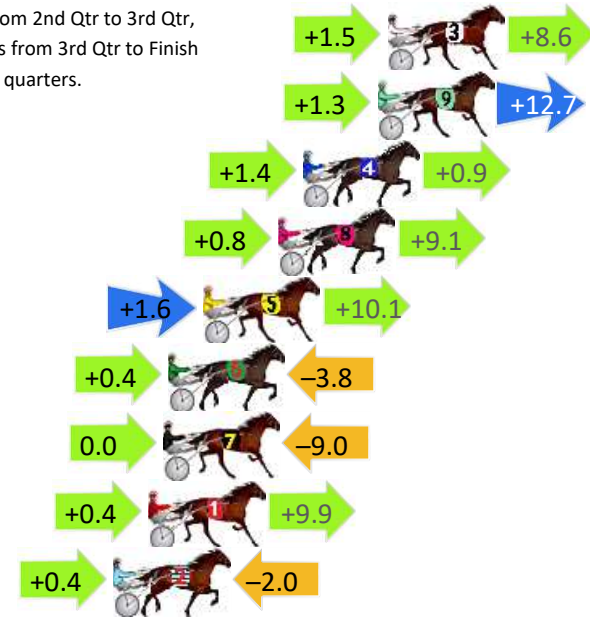 om 2nd Qtr to 3rd Qtr,
s from 3rd Qtr to Finish
quarters.
+1.5 3 +8.6
+1.3 9 +12.7
+1.4 4 +0.9
+0.8 8 +9.1
+1.6 5 +10.1
+0.4 6 –3.8
0.0 7 –9.0
+0.4 1 +9.9
+0.4 2 –2.0